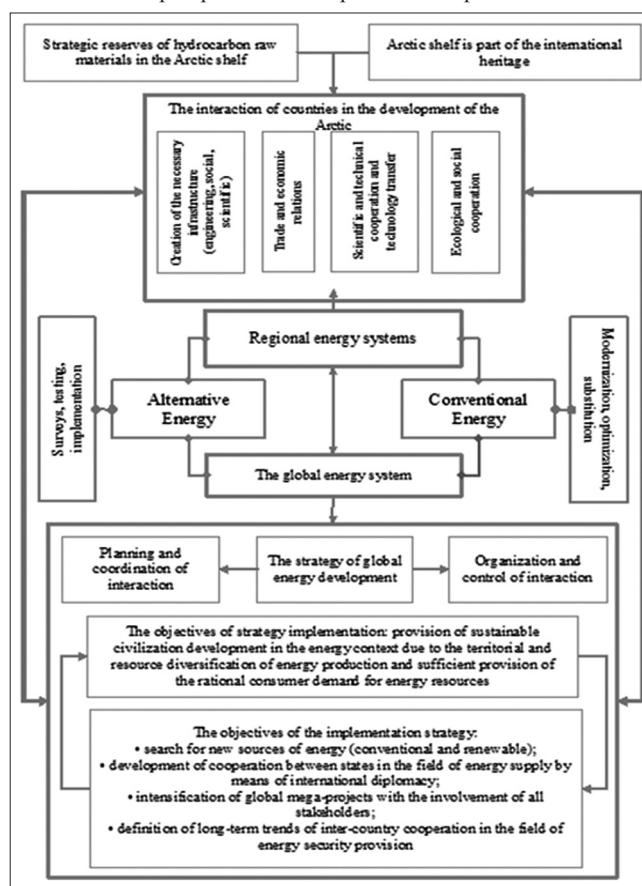 Strategic reserves of hydrocarbon raw
materials in the Arctic shelf
Arctic shelf is part of the international
heritage
The interaction of countries in the development of the
Arctic
Creation of the necessary
infrastructure
(engineering, social,
scientific)
Trade and economic
relations
Scientific and technical
cooperation and
technology transfer
Ecological and social
cooperation
Regional energy systems
Surveys, testing,
implementation
Alternative
Energy
Conventional
Energy
Modernization, optimization,
substitution
The global energy system
Planning and
coordination of
interaction
The strategy of global
energy development
Organization and
control of interaction
The objectives of strategy implementation: provision of sustainable
civilization development in the energy context due to the territorial and
resource diversification of energy production and sufficient provision of
the rational consumer demand for energy resources
The objectives of the implementation strategy:
• search for new sources of energy (conventional and renewable);
• development of cooperation between states in the field of energy supply by
means of international diplomacy;
• intensification of global mega-projects with the involvement of all
stakeholders;
• definition of long-term trends of inter-country cooperation in the field of
energy security provision